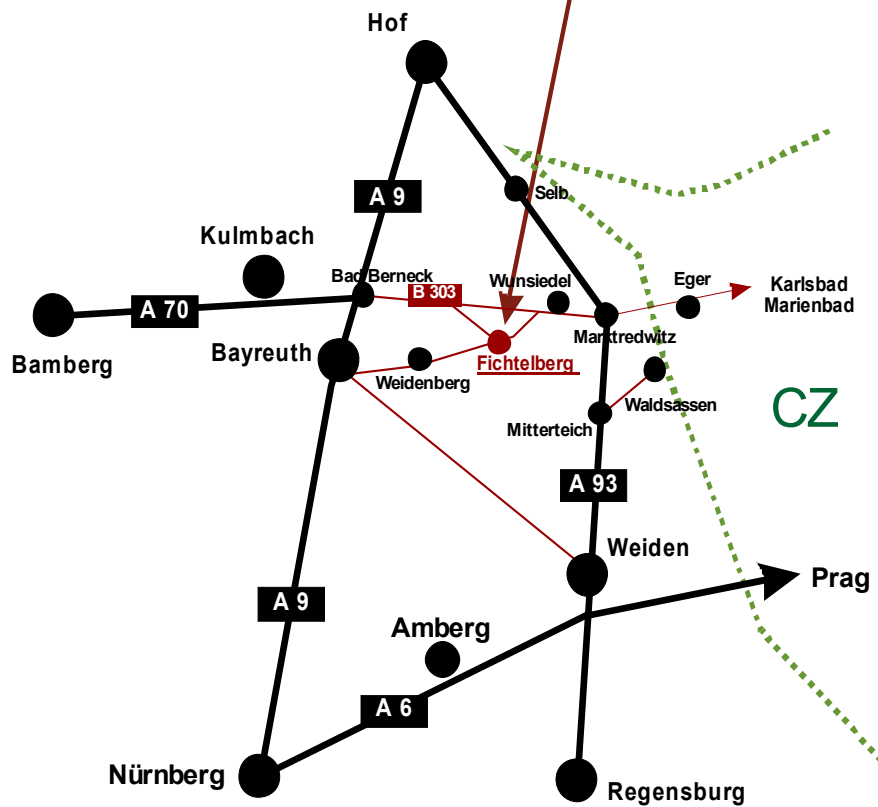 Hof
A 9
Selb
Kulmbach
Bad Berneck
B 303
Wunsiedel
Eger
Karlsbad
Marienbad
A 70
Bamberg
Bayreuth
Marktredwitz
Fichtelberg
Weidenberg
Waldsassen
CZ
Mitterteich
A 93
Weiden
Prag
A 9
Amberg
A 6
Nürnberg
Regensburg